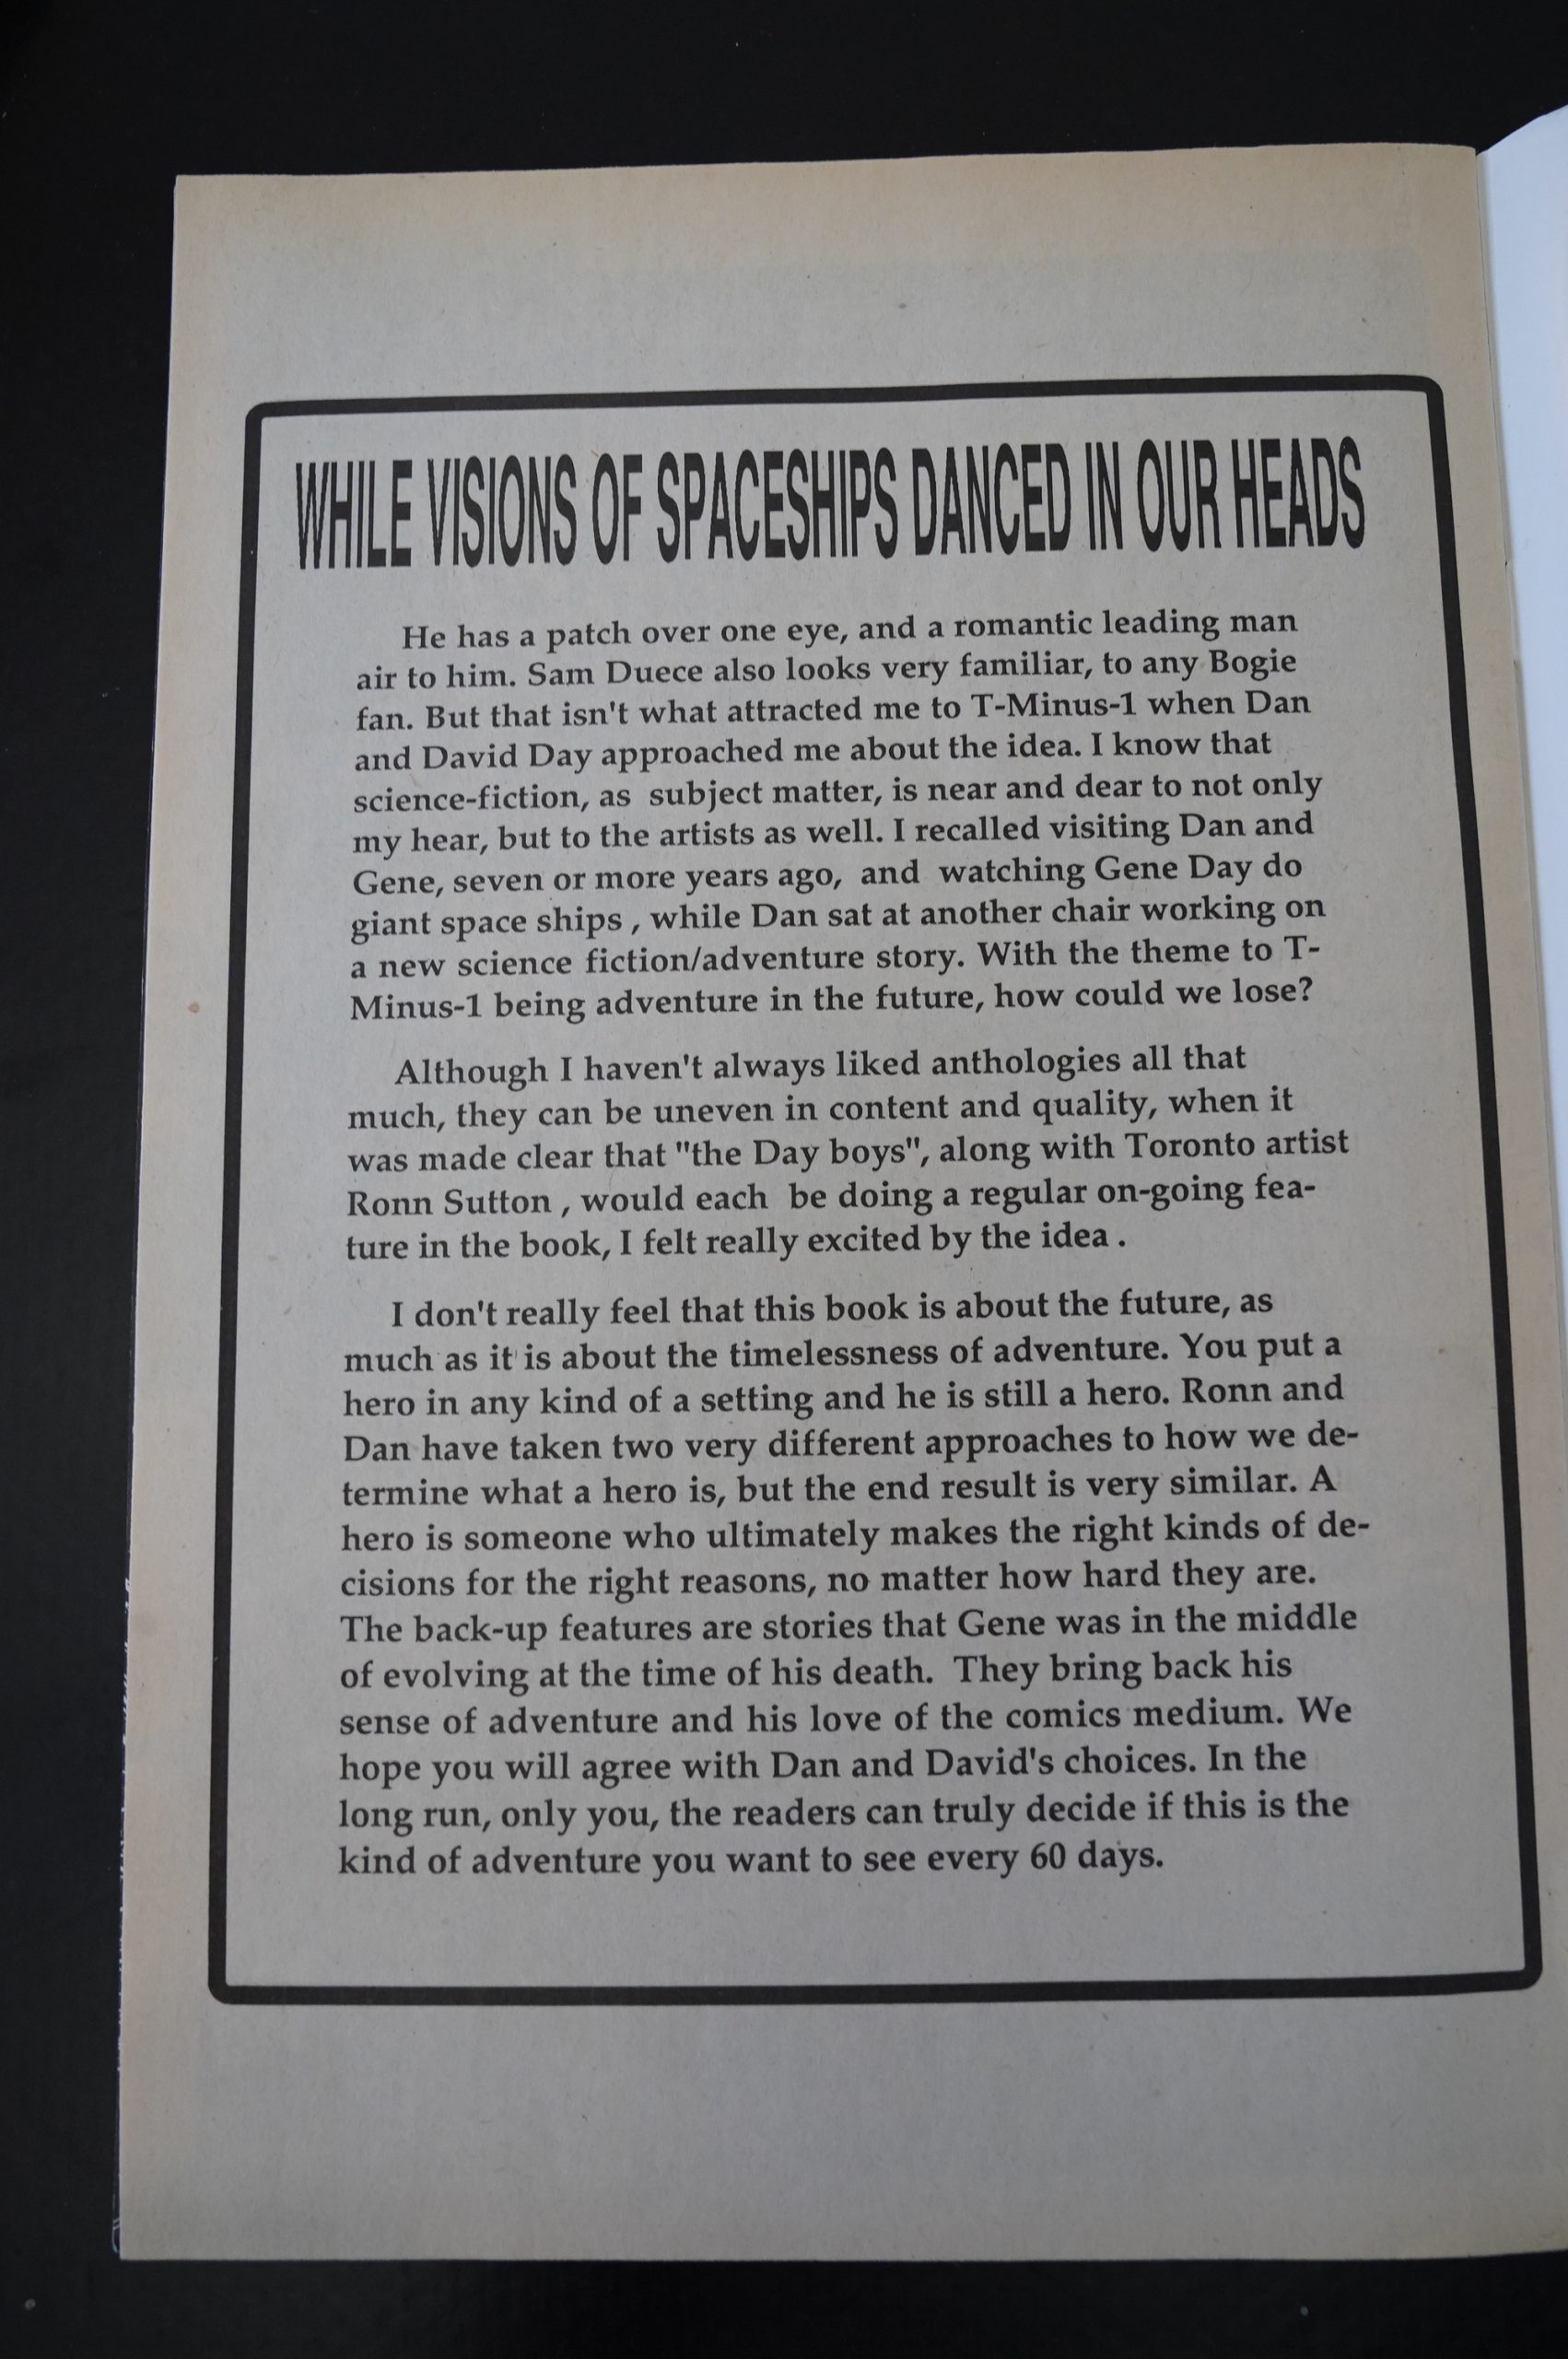 WHILE VISIONS OF SPACESHIPS DANCED IN OUR HEADS
He has a patch over one eye, and a romantic leading man
air to him. Sam Duece also looks very familiar, to any Bogie
fan. But that isn't what attracted me to T-Minus-1 when Dan
and David Day approached me about the idea. I know that
science-fiction, as subject matter, is near and dear to not only
my hear, but to the artists as well. I recalled visiting Dan and
Gene, seven or more years ago, and watching Gene Day do
giant space ships , while Dan sat at another chair working on
a new science fiction/adventure story. With the theme to T-
Minus-1 being adventure in the future, how could we lose?
Although I haven't always liked anthologies all that
much, they can be uneven in content and quality, when it
was made clear that "the Day boys", along with Toronto artist
Ronn Sutton , would each be doing a regular on-going fea-
ture in the book, I felt really excited by the idea .
I don't really feel that this book is about the future, as
much as it is about the timelessness of adventure. You put a
hero in any kind of a setting and he is still a hero. Ronn and
Dan have taken two very different approaches to how we de-
termine what a hero is, but the end result is very similar. A
hero is someone who ultimately makes the right kinds of de-
cisions for the right reasons, no matter how hard they are.
The back-up features are stories that Gene was in the middle
of evolving at the time of his death. They bring back his
sense of adventure and his love of the comics medium. We
hope you will agree with Dan and David's choices. In the
long run, only you, the readers can truly decide if this is the
kind of adventure you want to see every 60 days.